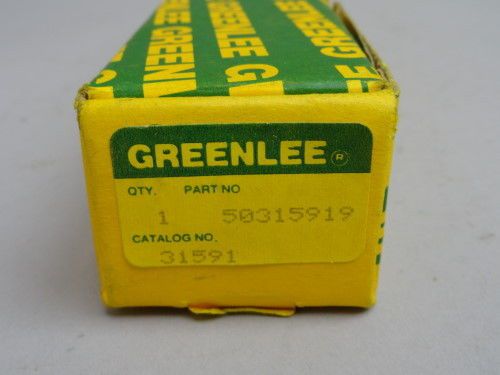 GREENLEE GREENLEE
GREENLEE G
GREENLEE®
QTY. PART NO
1 50315919
CATALOG NO.
31591